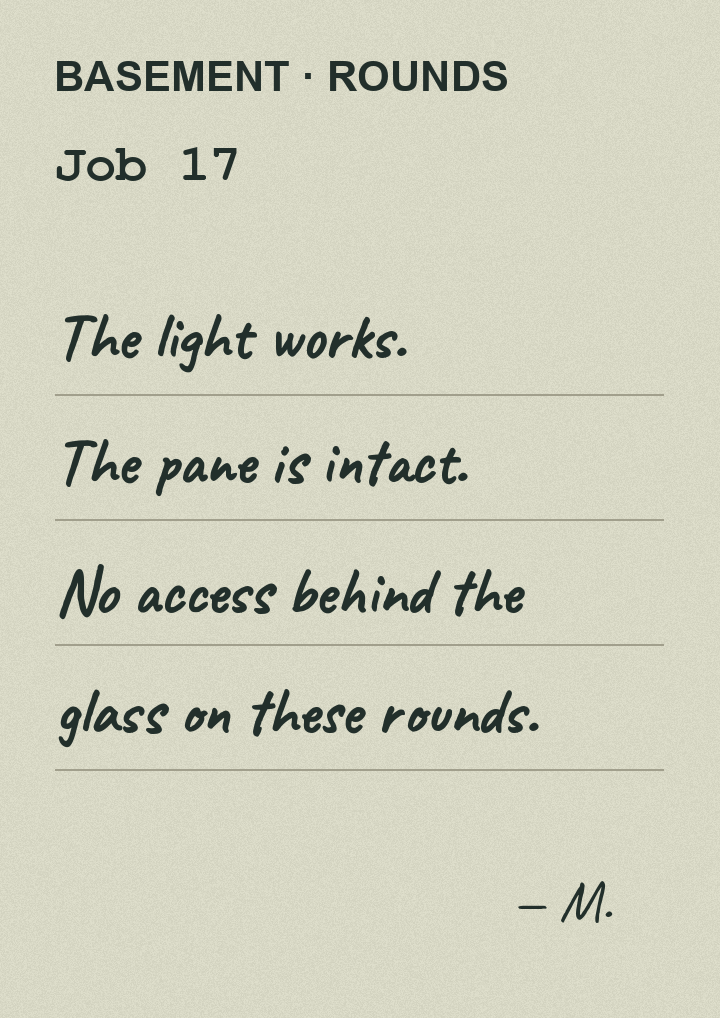 BASEMENT · ROUNDS
Job 17
The light works.
The pane is intact.
No access behind the
glass on these rounds.
– M.